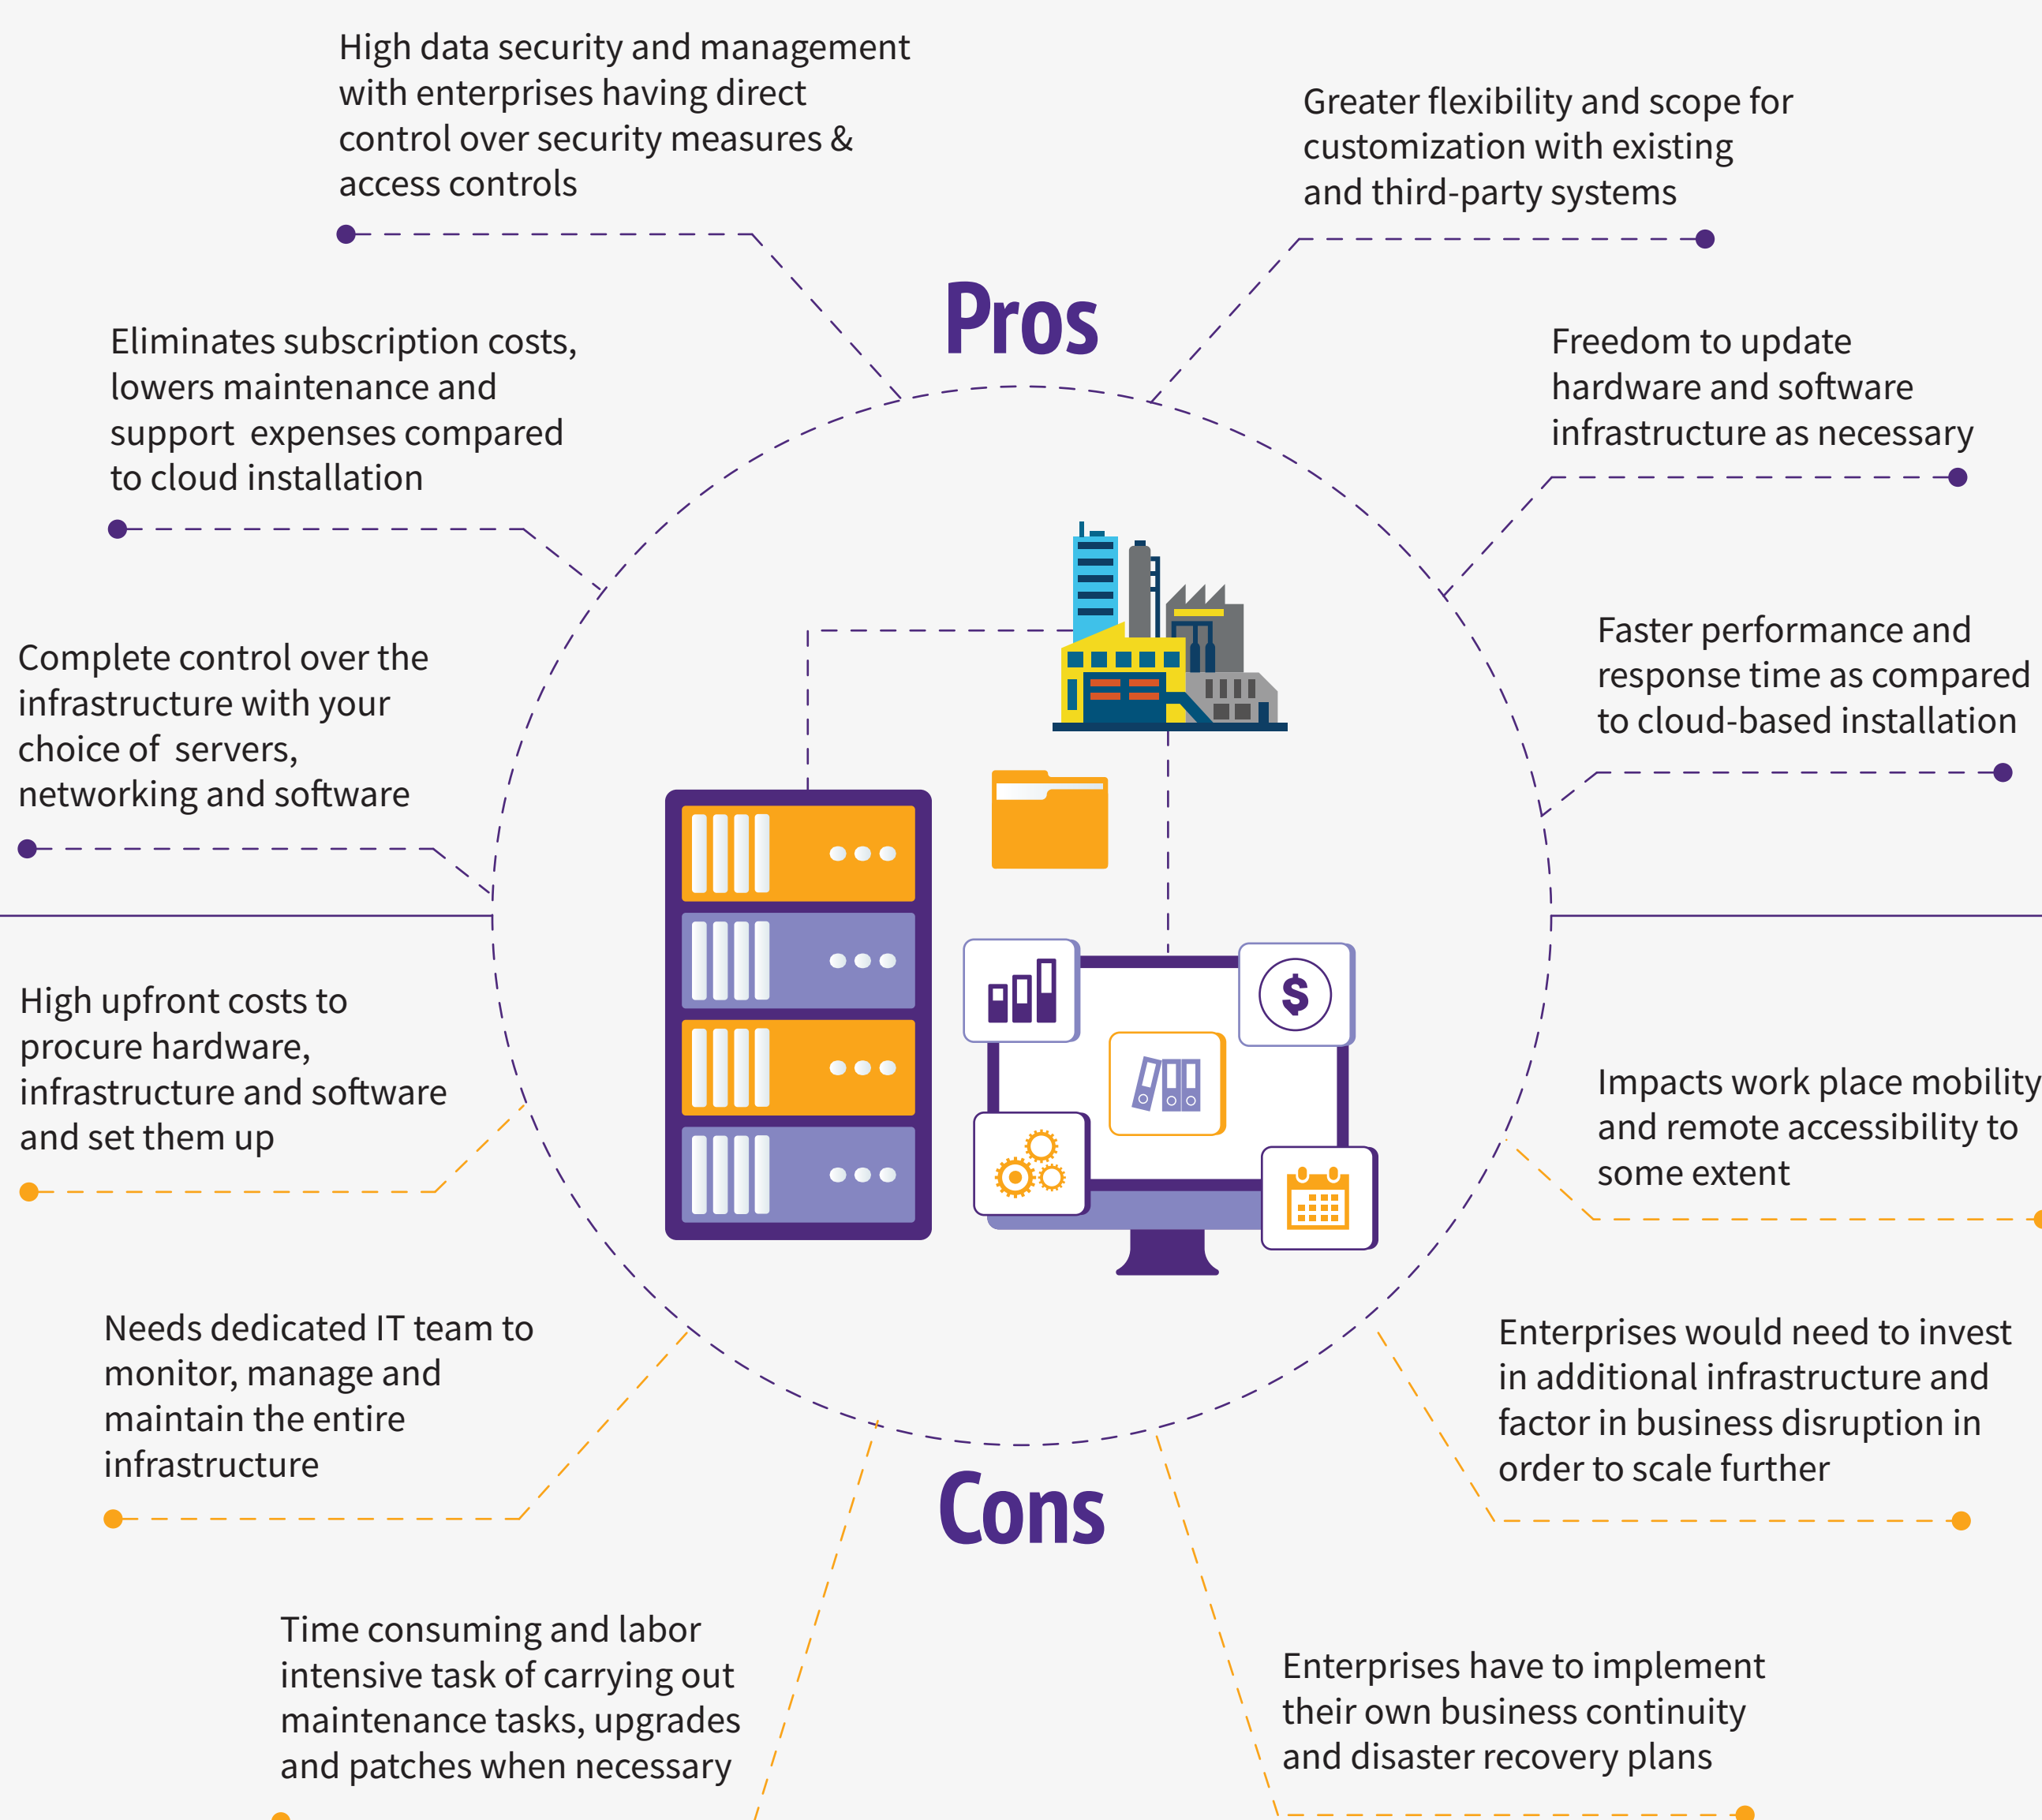 High data security and management
with enterprises having direct
control over security measures &
access controls
Greater flexibility and scope for
customization with existing
and third-party systems
Pros
Eliminates subscription costs,
lowers maintenance and
support  expenses compared
to cloud installation
Freedom to update
hardware and software
infrastructure as necessary
Complete control over the
infrastructure with your
choice of  servers,
networking and software
Faster performance and
response time as compared
to cloud-based installation
$
High upfront costs to
procure hardware,
infrastructure and software
and set them up
Impacts work place mobility
and remote accessibility to
some extent
Needs dedicated IT team to
monitor, manage and
maintain the entire
infrastructure
Enterprises would need to invest
in additional infrastructure and
factor in business disruption in
order to scale further
Cons
Time consuming and labor
intensive task of carrying out
maintenance tasks, upgrades
and patches when necessary
Enterprises have to implement
their own business continuity
and disaster recovery plans